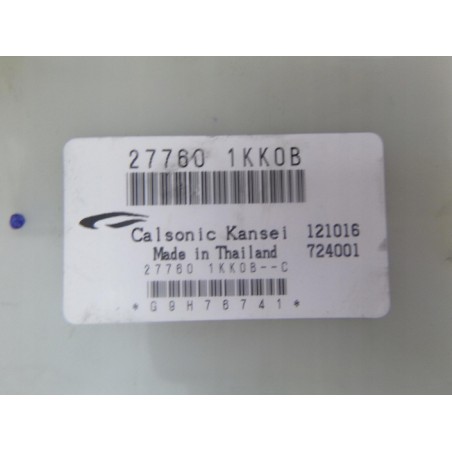 27760 1KK0B
Calsonic Kansei 121016
Made in Thailand 724001
27760 1KK0B--C
*G9H76741*